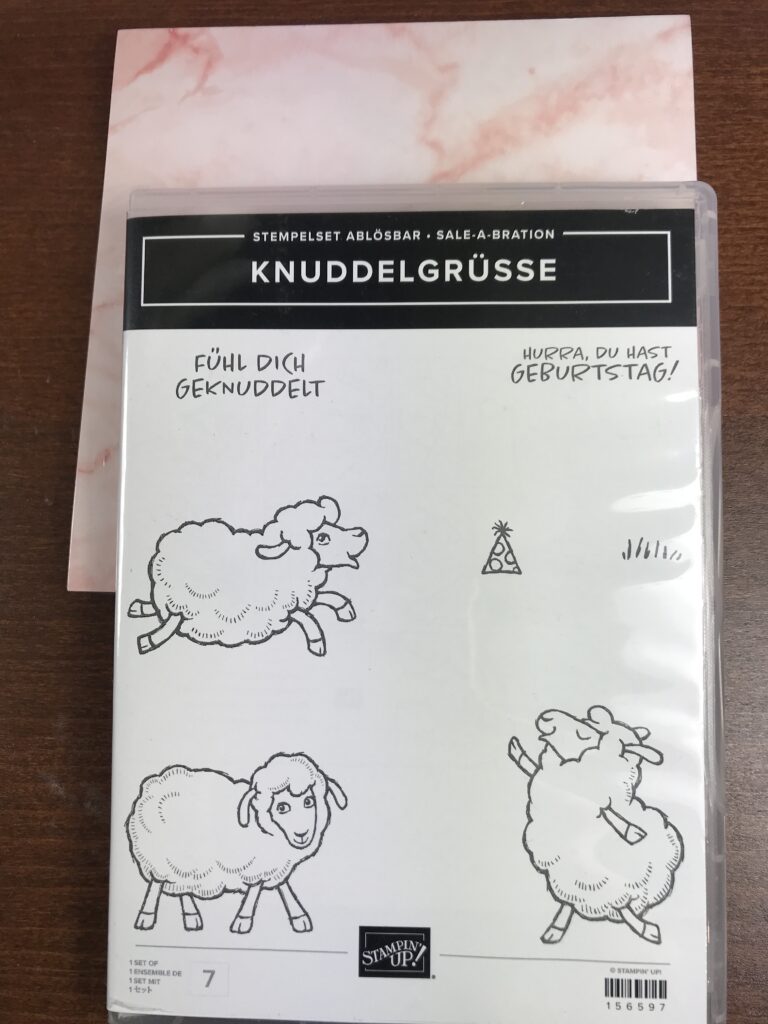 STEMPELSET ABLÖSBAR • SALE-A-BRATION
KNUDDELGRÜSSE
FÜHL DICH
GEKNUDDELT
HURRA, DU HAST
GEBURTSTAG!
STAMPIN'
UP!®
1 SET OF
1 ENSEMBLE DE
1 SET MIT
1 セット
7
© STAMPIN' UP!
156597